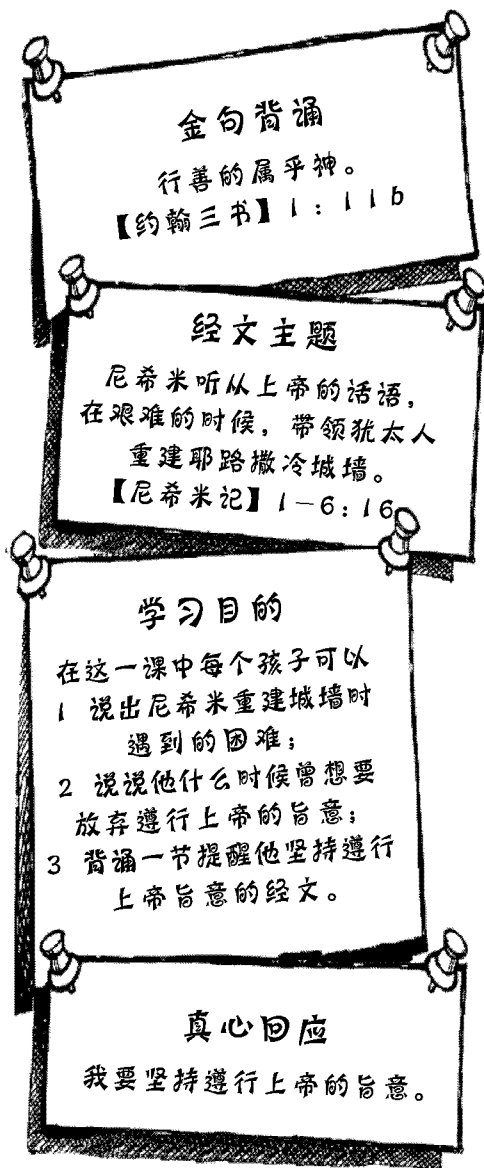 金句背诵
行善的属乎神。
【约翰三书】1：11b
经文主题
尼希米听从上帝的话语，
在艰难的时候，带领犹太人
重建耶路撒冷城墙。
【尼希米记】1－6：16
学习目的
在这一课中每个孩子可以
1 说出尼希米重建城墙时
遇到的困难；
2 说说他什么时候曾想要
放弃遵行上帝的旨意；
3 背诵一节提醒他坚持遵行
上帝旨意的经文。
真心回应
我要坚持遵行上帝的旨意。